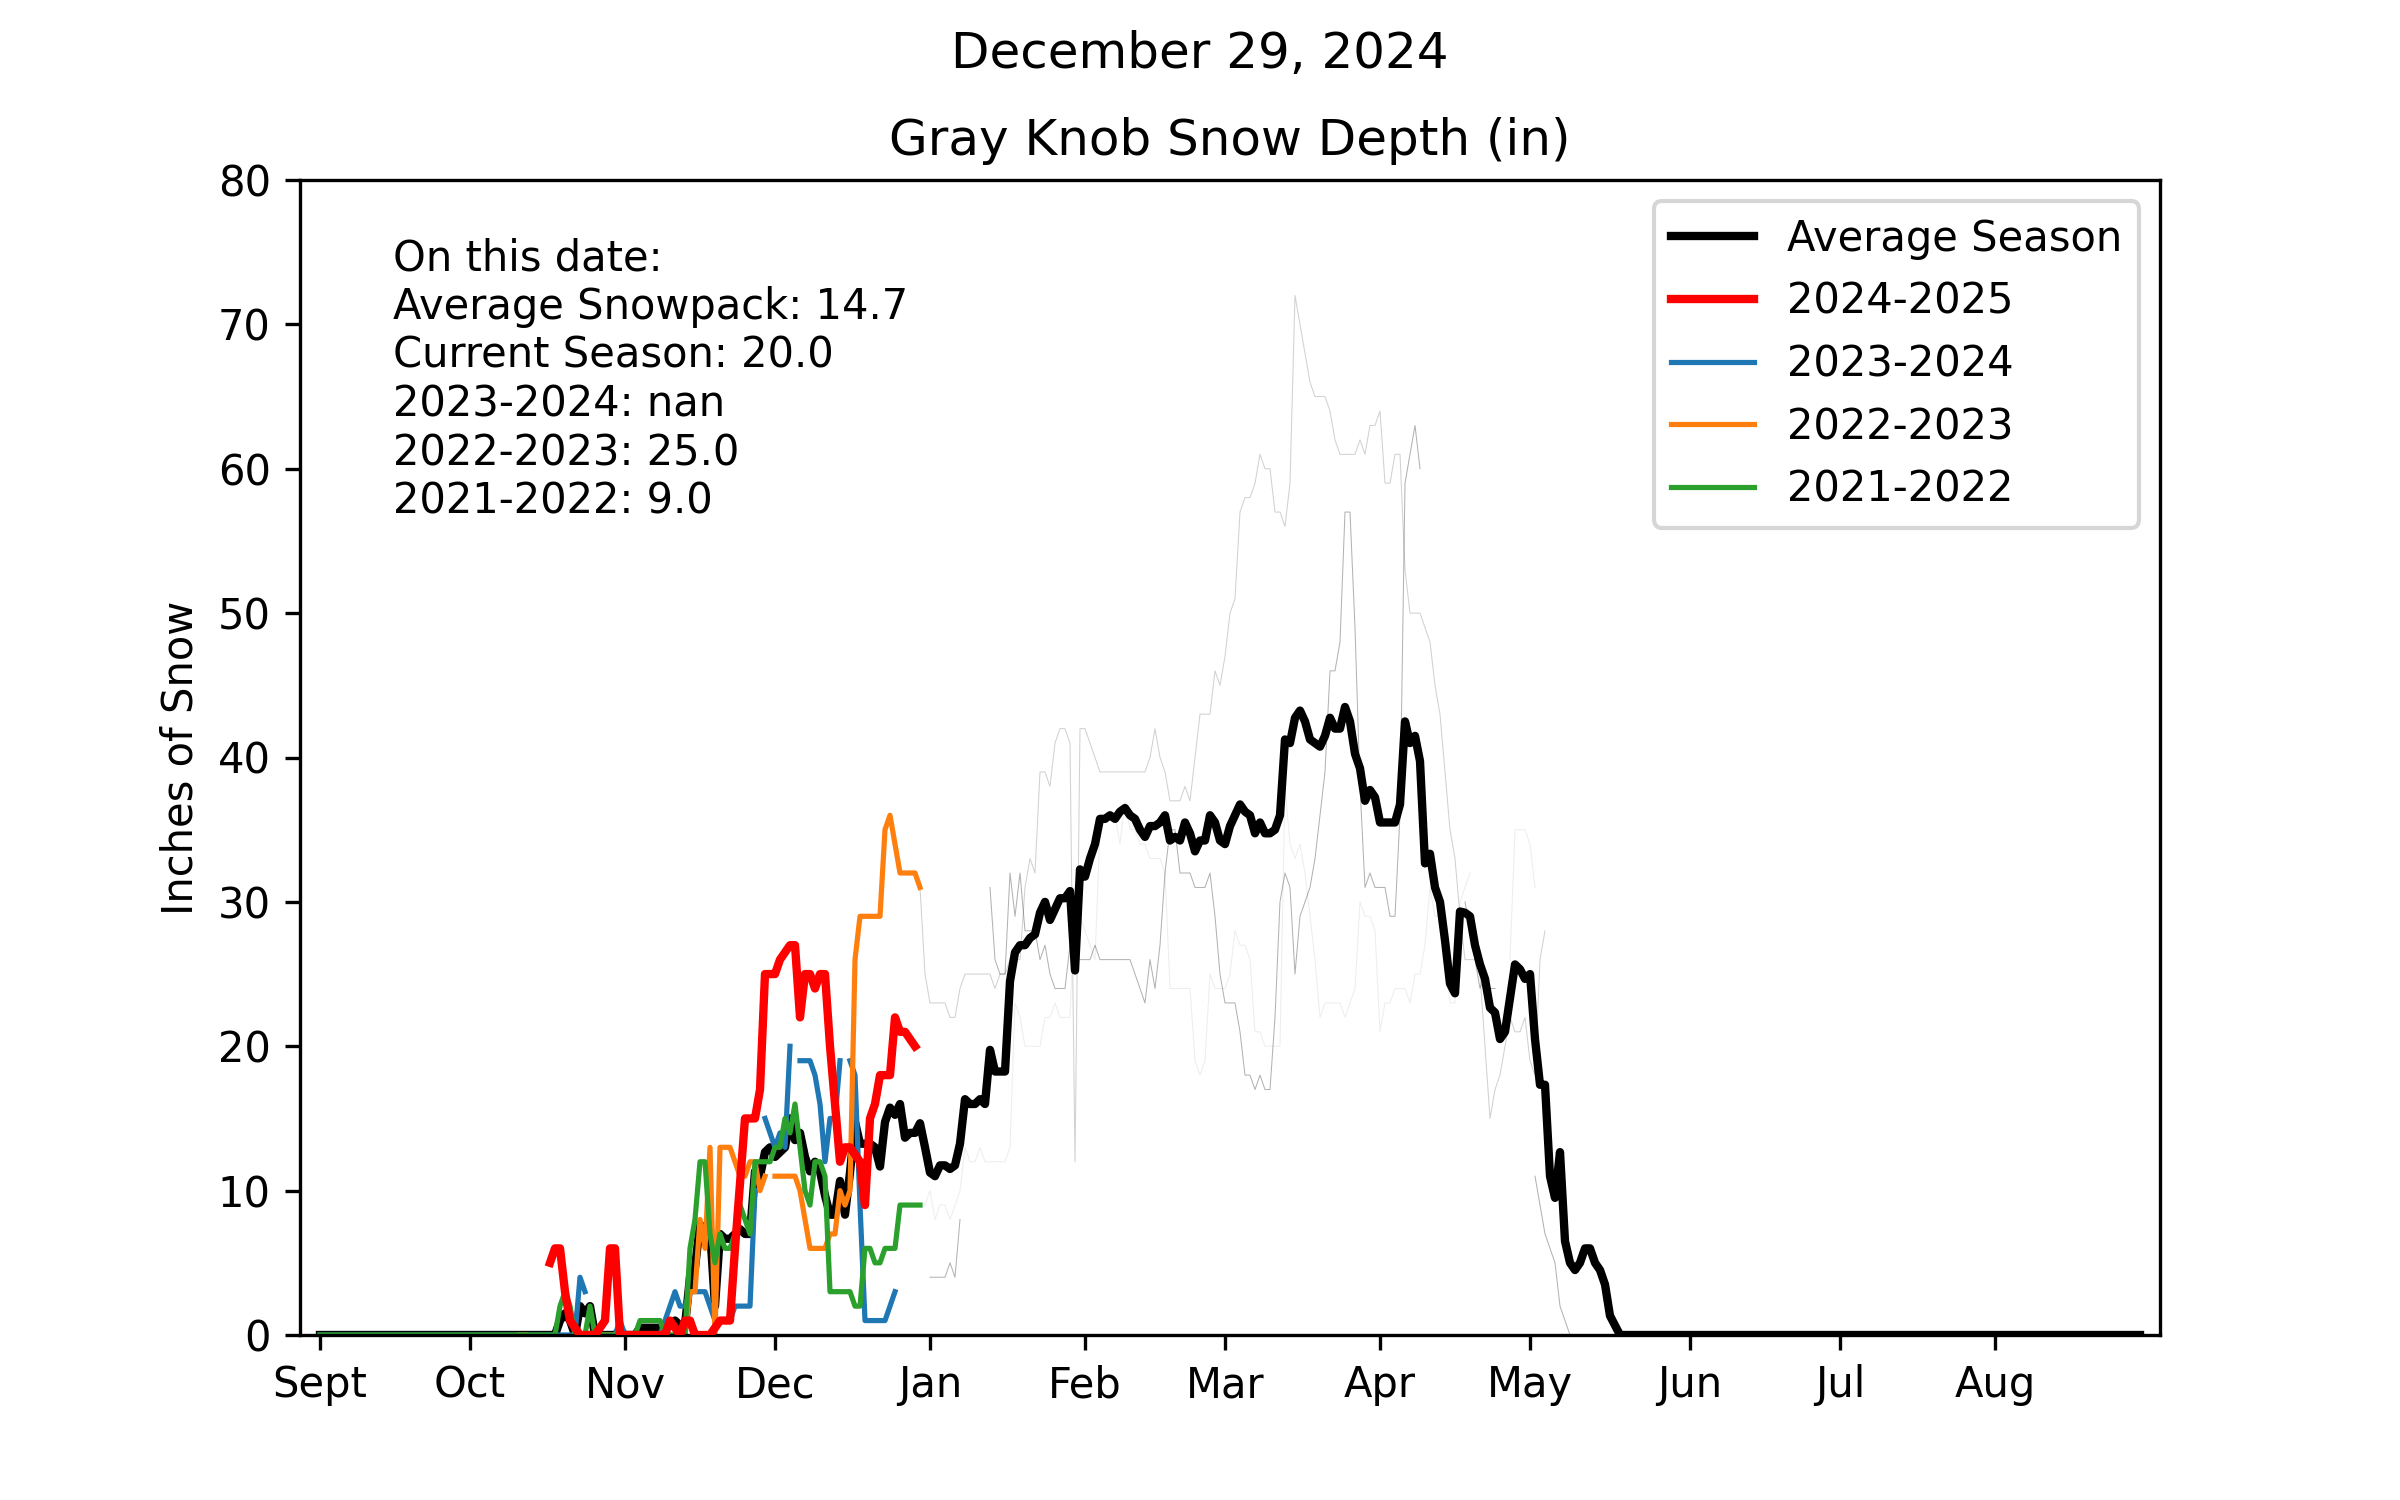 December 29, 2024
Gray Knob Snow Depth (in)
80
70
60
50
40
30
20
10
0
Inches of Snow
On this date:
Average Snowpack: 14.7
Current Season: 20.0
2023-2024: nan
2022-2023: 25.0
2021-2022: 9.0
Average Season
2024-2025
2023-2024
2022-2023
2021-2022
Sept Oct Nov Dec Jan Feb Mar Apr May Jun Jul Aug